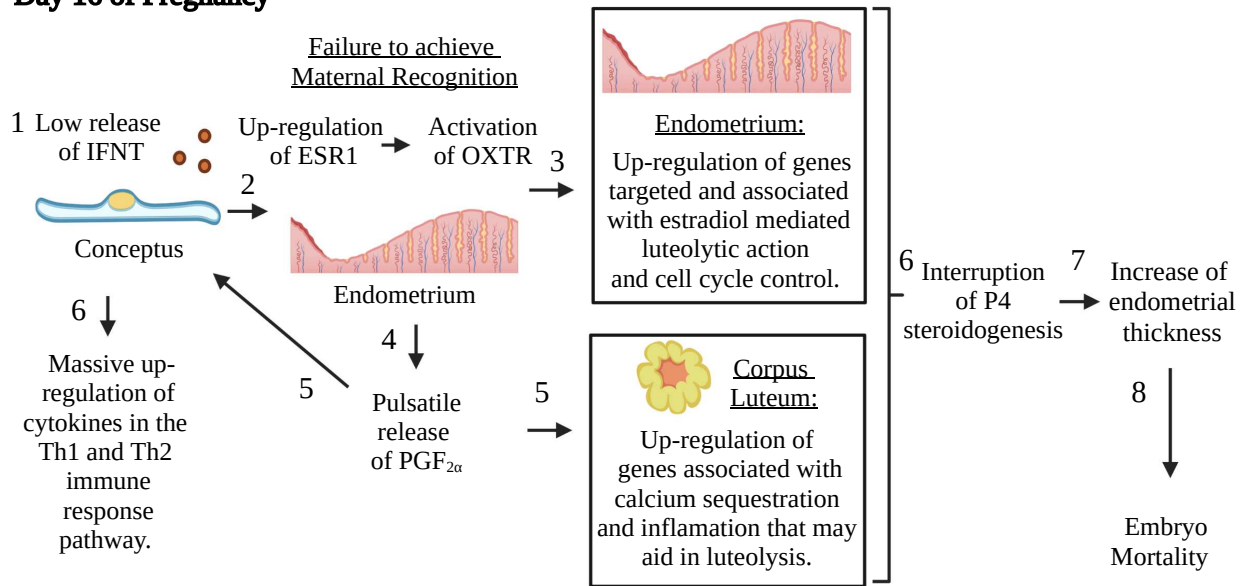 Day 16 of Pregnancy
Failure to achieve
Maternal Recognition
1 Low release
of IFNT
Up-regulation
of ESR1
Activation
of OXTR
2
3
Conceptus
Endometrium
Endometrium:
Up-regulation of genes
targeted and associated
with estradiol mediated
luteolytic action
and cell cycle control.
6
Massive up-
regulation of
cytokines in the
Th1 and Th2
immune
response
pathway.
4
5
Pulsatile
release
of PGF2α
5
Corpus
Luteum:
Up-regulation of
genes associated with
calcium sequestration
and inflamation that may
aid in luteolysis.
6
Interruption
of P4
steroidogenesis
7
Increase of
endometrial
thickness
8
Embryo
Mortality